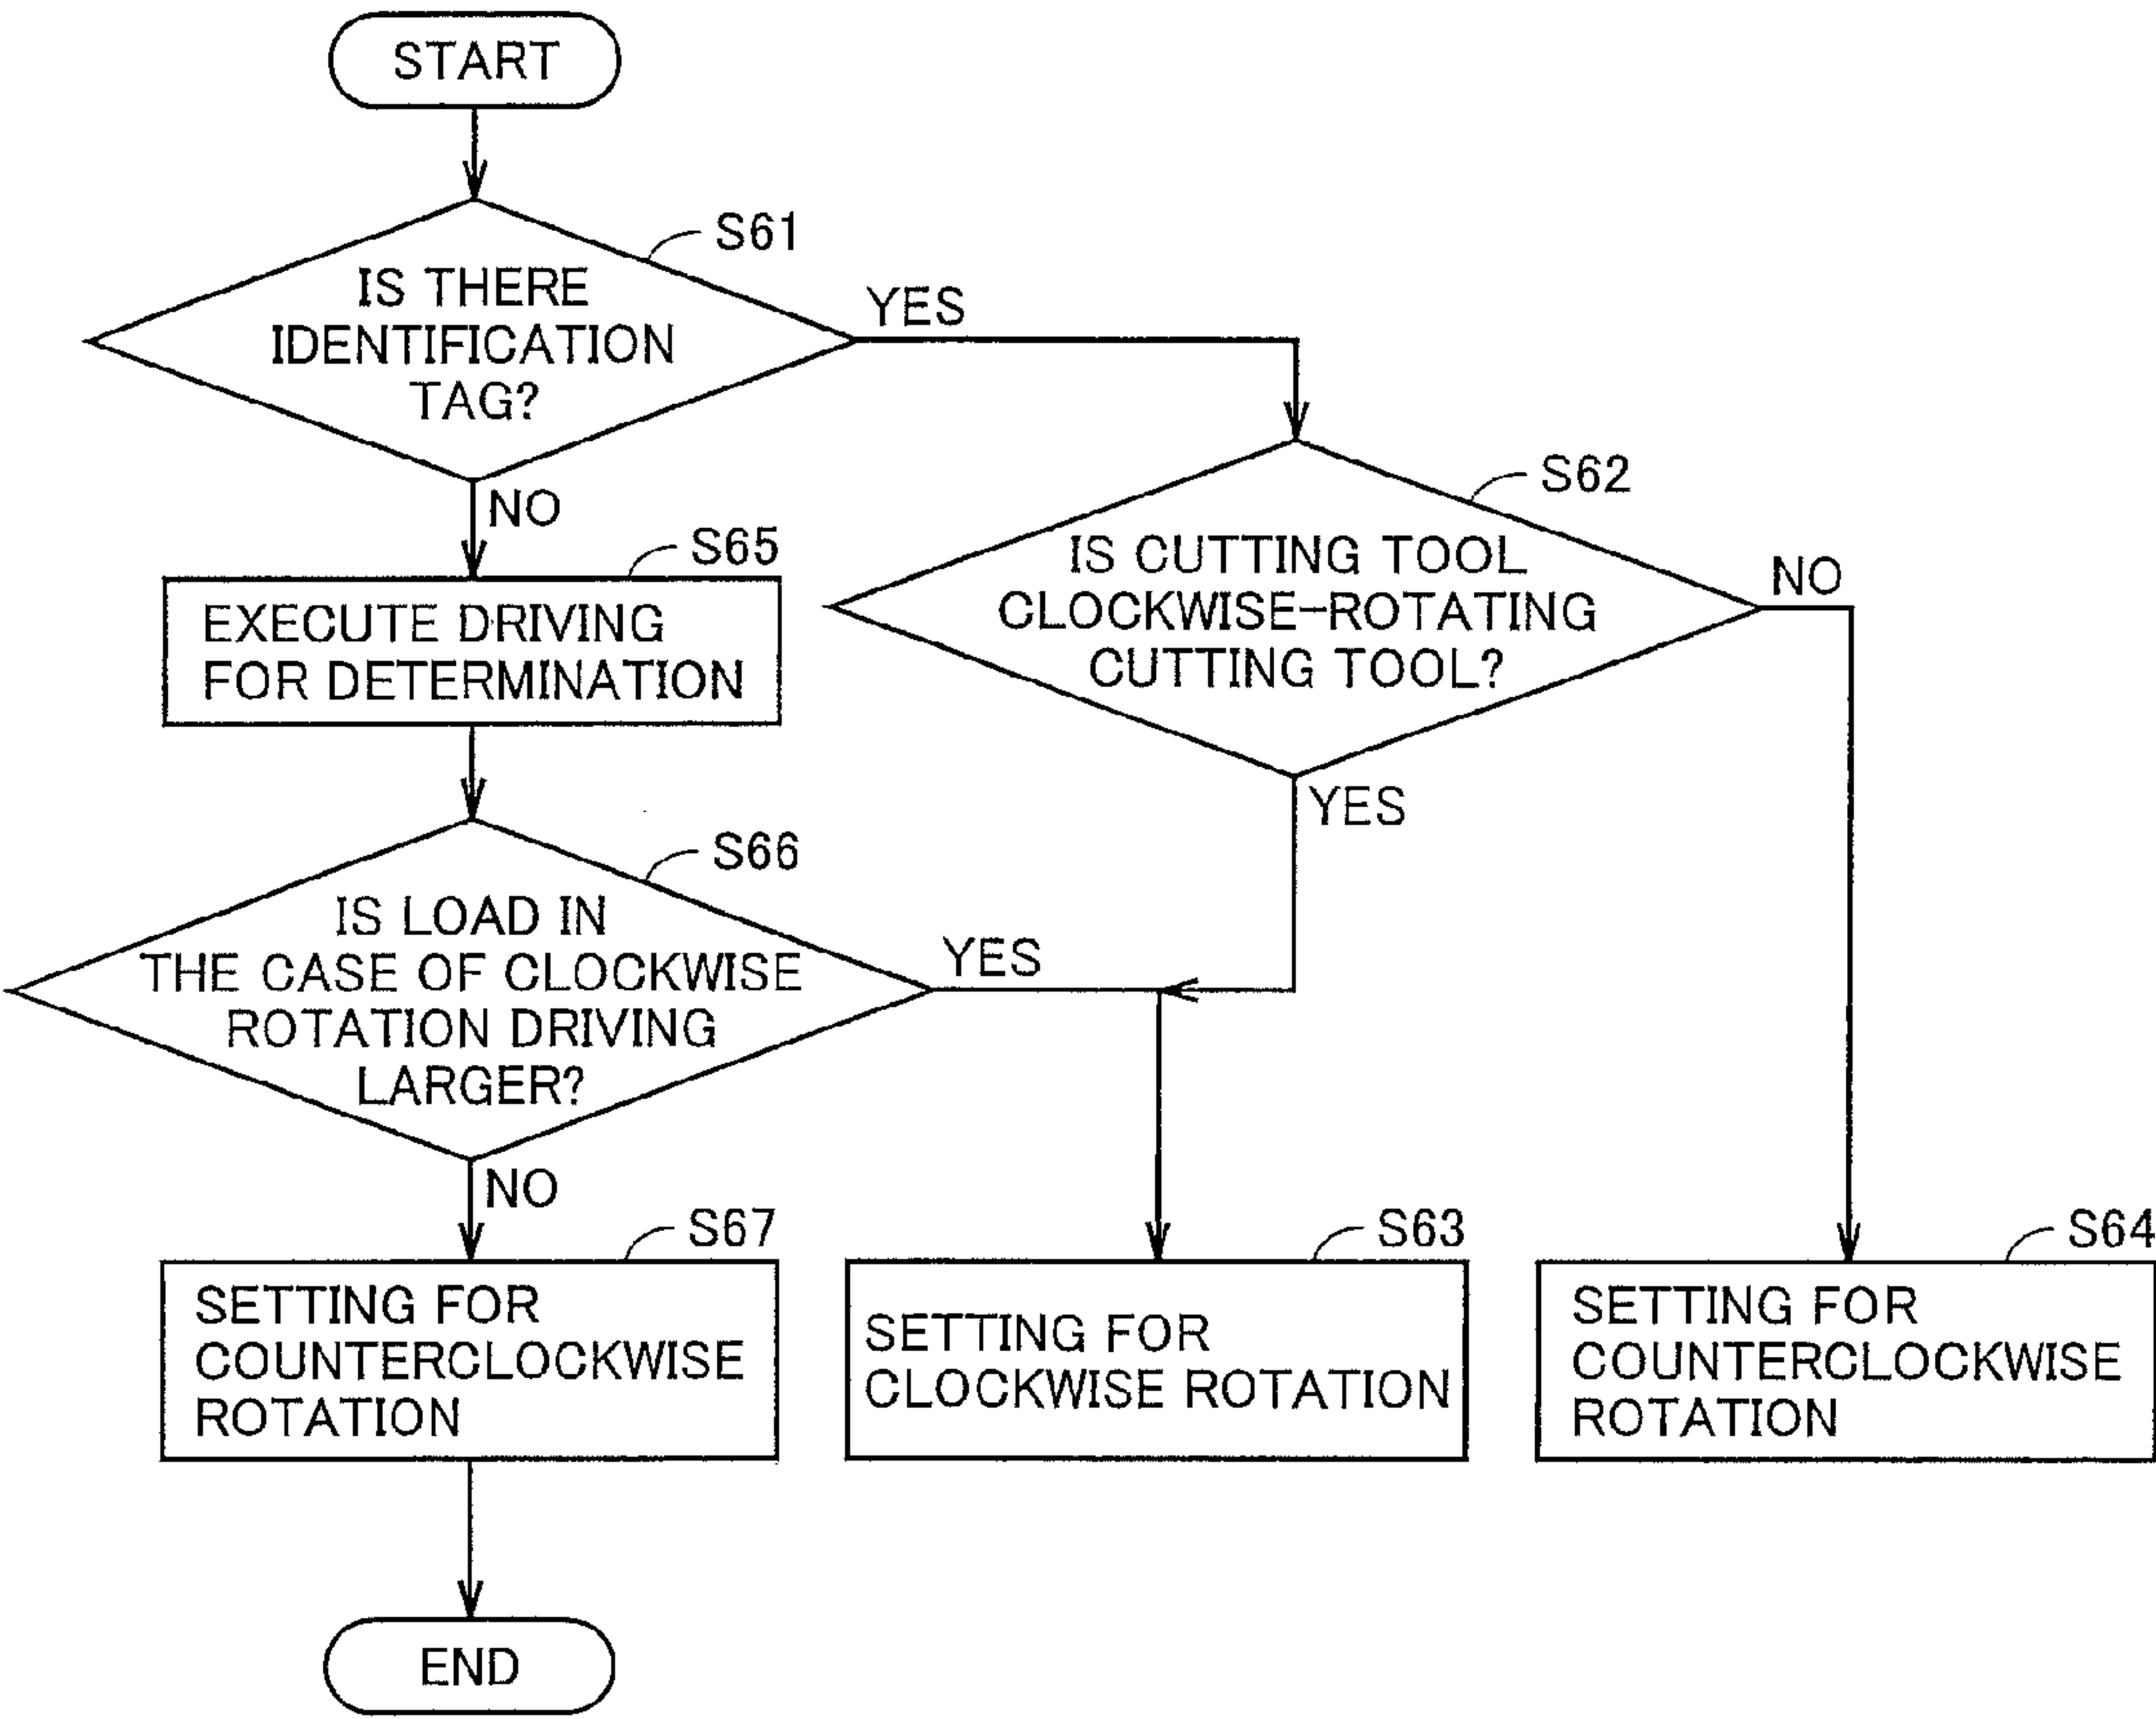 START
S61
IS THERE
IDENTIFICATION
TAG?
YES
NO
S62
IS CUTTING TOOL
CLOCKWISE-ROTATING
CUTTING TOOL?
NO
YES
S65
EXECUTE DRIVING
FOR DETERMINATION
S66
IS LOAD IN
THE CASE OF CLOCKWISE
ROTATION DRIVING
LARGER?
YES
NO
S67
SETTING FOR
COUNTERCLOCKWISE
ROTATION
S63
SETTING FOR
CLOCKWISE ROTATION
S64
SETTING FOR
COUNTERCLOCKWISE
ROTATION
END